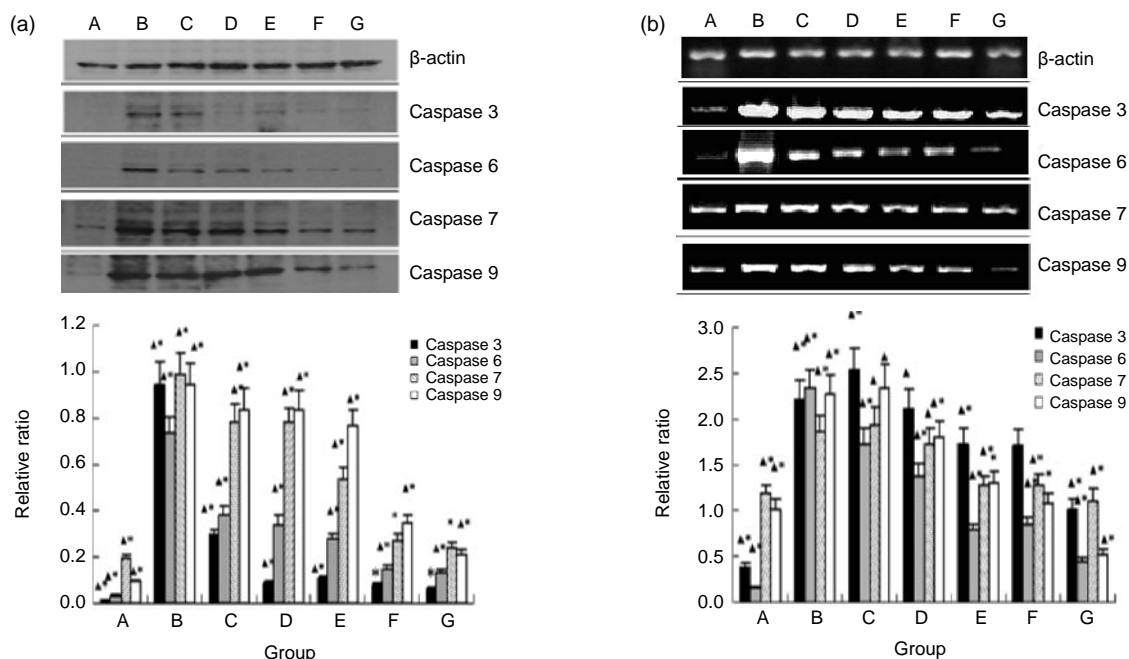 (a)
A B C D E F G
β-actin
Caspase 3
Caspase 6
Caspase 7
Caspase 9
1.2
1.0
0.8
0.6
0.4
0.2
0.0
Relative ratio
Caspase 3
Caspase 6
Caspase 7
Caspase 9
A B C D E F G
Group
(b)
A B C D E F G
β-actin
Caspase 3
Caspase 6
Caspase 7
Caspase 9
3.0
2.5
2.0
1.5
1.0
0.5
0.0
Relative ratio
Caspase 3
Caspase 6
Caspase 7
Caspase 9
A B C D E F G
Group